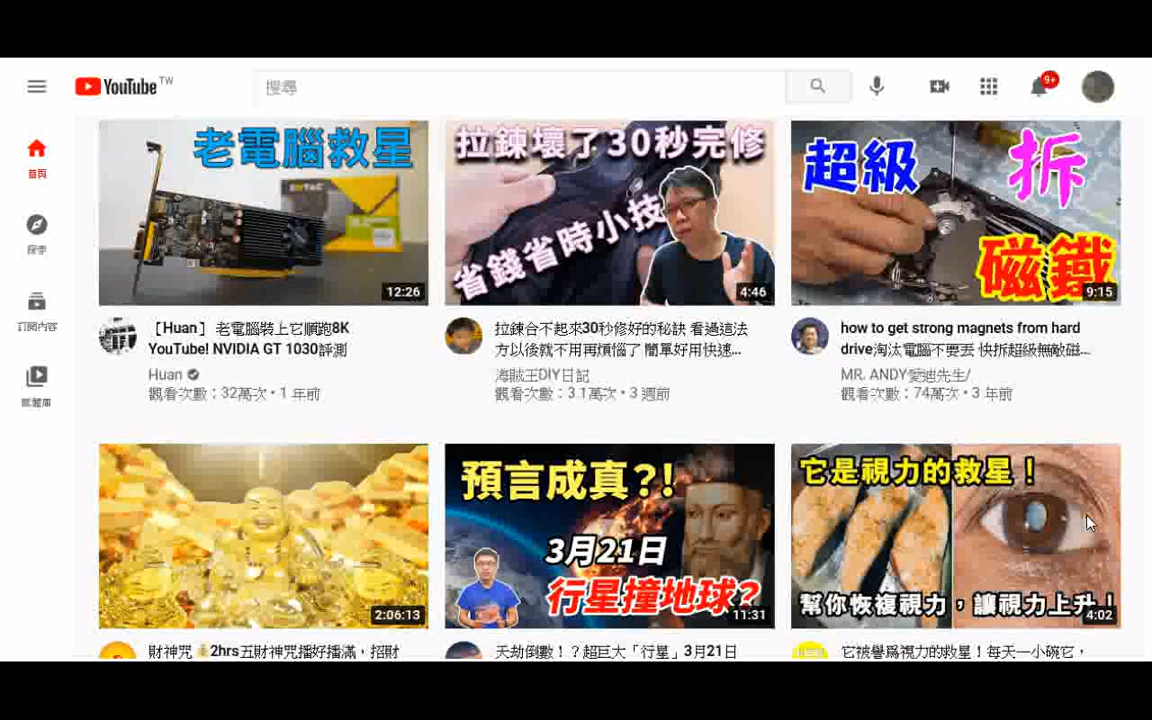 YouTube TW
搜尋
9+
首頁
訂閱內容
老電腦救星
ZOTAC
12:26
拉鍊壞了30秒完修
省錢省時小技
4:46
超級 拆
磁鐵
9:15
【Huan】老電腦裝上它順跑8K
YouTube! NVIDIA GT 1030評測
Huan
觀看次數：32萬次 • 1 年前
拉鍊合不起來30秒修好的秘訣 看過這法
方以後就不用再煩惱了 簡單好用快速...
海賊王DIY日記
觀看次數：3.1萬次 • 3 週前
how to get strong magnets from hard
drive淘汰電腦不要丟 快拆超級無敵磁...
MR. ANDY愛迪先生/
觀看次數：74萬次 • 3 年前
2:06:13
預言成真?!
3月21日
行星撞地球?
11:31
它是視力的救星！
幫你恢複視力，讓視力上升！
4:02
財神咒 💰2hrs五財神咒播好播滿，招財
天劫倒數！？超巨大「行星」3月21日
它被譽爲視力的救星！每天一小碗它，